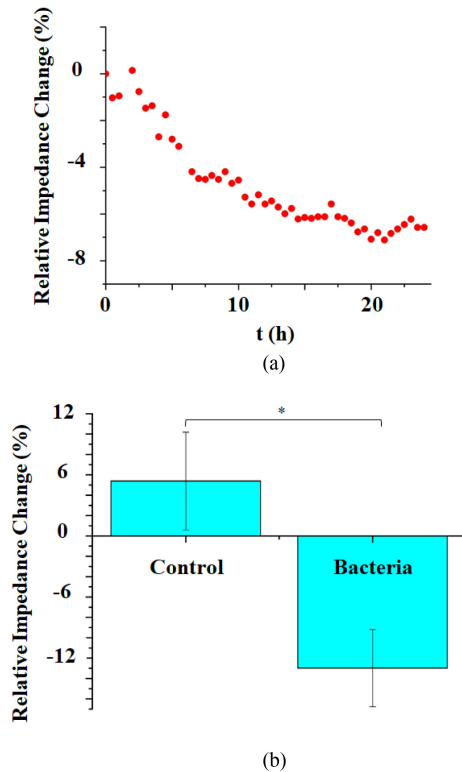 Relative Impedance Change (%)
0
-4
-8
0
10
20
t (h)
(a)
Relative Impedance Change (%)
12
6
0
-6
-12
*
Control
Bacteria
(b)